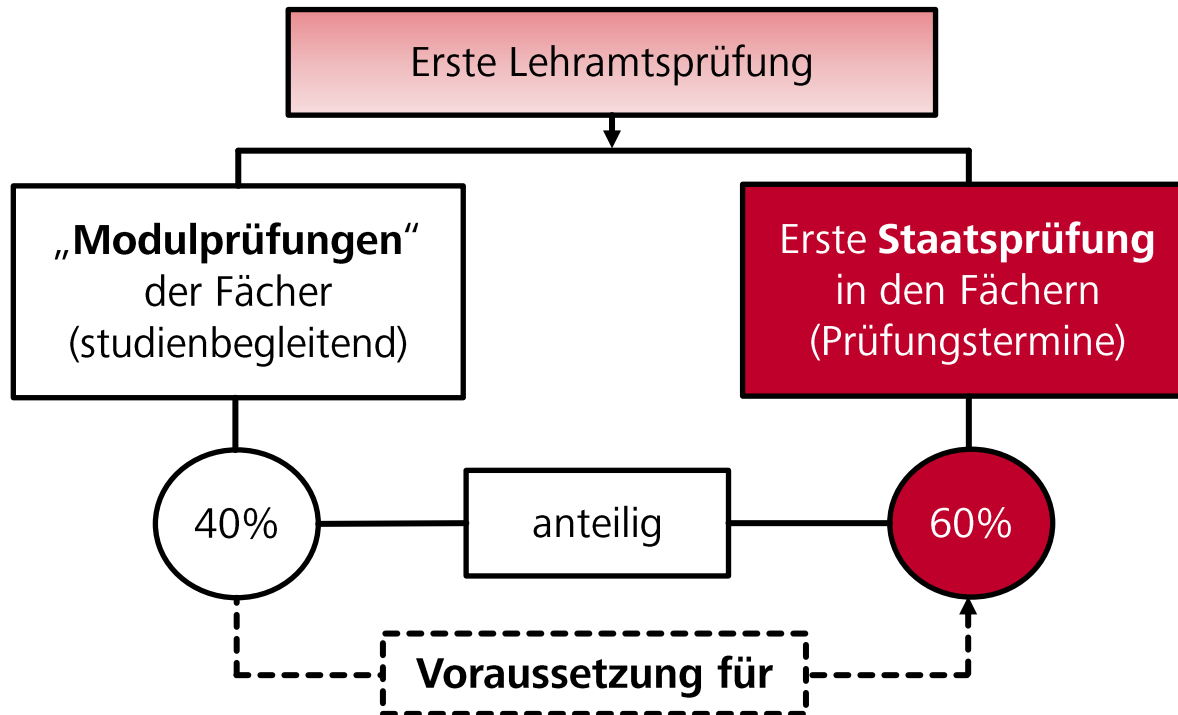 Erste Lehramtsprüfung
„Modulprüfungen“
der Fächer
(studienbegleitend)
Erste Staatsprüfung
in den Fächern
(Prüfungstermine)
40%
anteilig
60%
Voraussetzung für